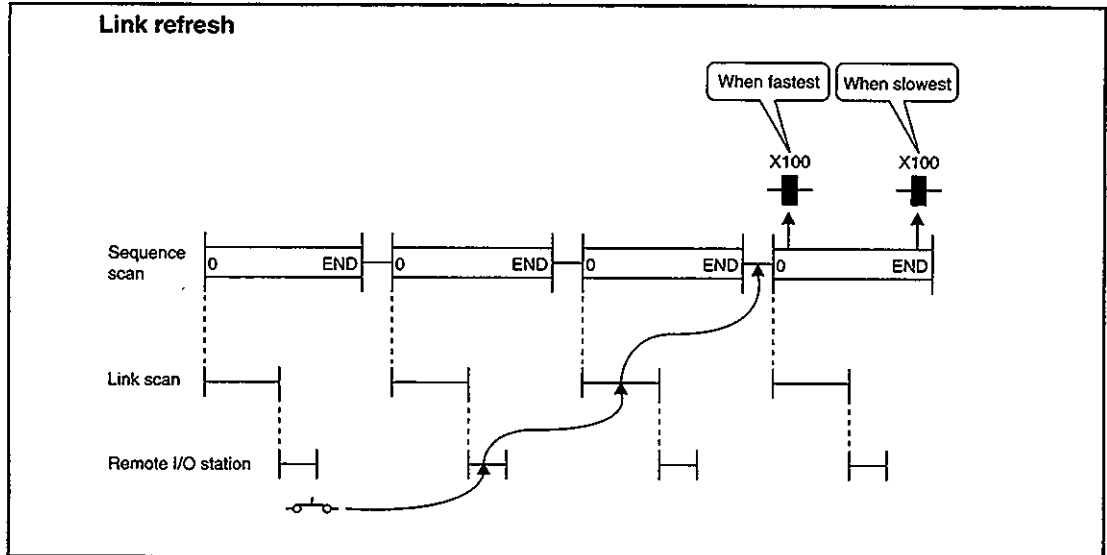 Link refresh
When fastest When slowest
X100 X100
Sequence scan
0 END 0 END 0 END 0 END
Link scan
Remote I/O station